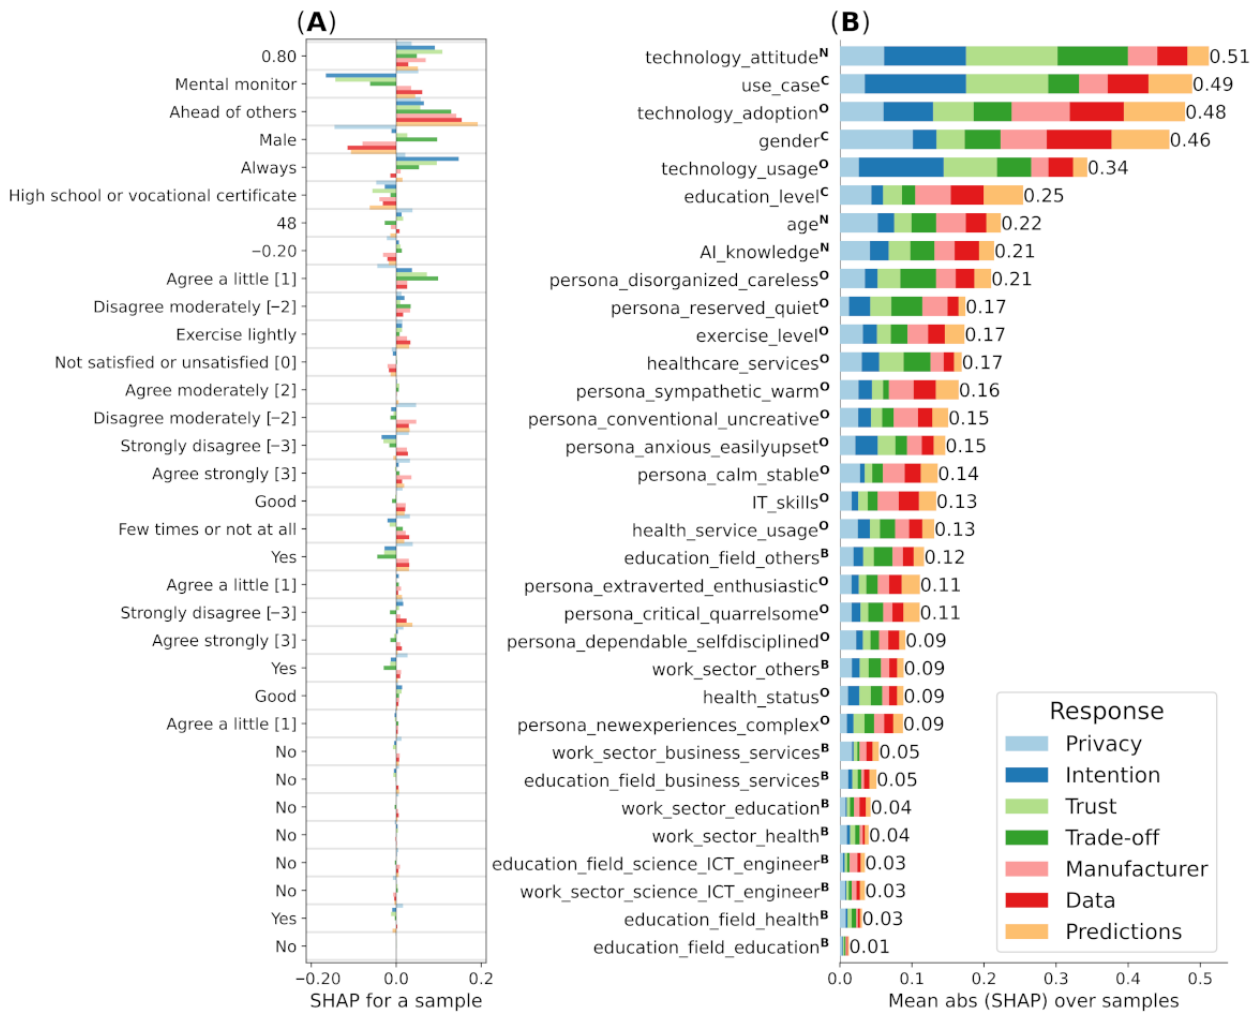 (A)
0.80
Mental monitor
Ahead of others
Male
Always
High school or vocational certificate
48
−0.20
Agree a little [1]
Disagree moderately [−2]
Exercise lightly
Not satisfied or unsatisfied [0]
Agree moderately [2]
Disagree moderately [−2]
Strongly disagree [−3]
Agree strongly [3]
Good
Few times or not at all
Yes
Agree a little [1]
Strongly disagree [−3]
Agree strongly [3]
Yes
Good
Agree a little [1]
No
No
No
No
No
No
Yes
No
−0.20 0.0 0.2
SHAP for a sample
(B)
technology_attitudeᴺ 0.51
use_caseᶜ 0.49
technology_adoptionᴼ 0.48
genderᶜ 0.46
technology_usageᴼ 0.34
education_levelᶜ 0.25
ageᴺ 0.22
AI_knowledgeᴺ 0.21
persona_disorganized_carelessᴼ 0.21
persona_reserved_quietᴼ 0.17
exercise_levelᴼ 0.17
healthcare_servicesᴼ 0.17
persona_sympathetic_warmᴼ 0.16
persona_conventional_uncreativeᴼ 0.15
persona_anxious_easilyupsetᴼ 0.15
persona_calm_stableᴼ 0.14
IT_skillsᴼ 0.13
health_service_usageᴼ 0.13
education_field_othersᴮ 0.12
persona_extraverted_enthusiasticᴼ 0.11
persona_critical_quarrelsomeᴼ 0.11
persona_dependable_selfdisciplinedᴼ 0.09
work_sector_othersᴮ 0.09
health_statusᴼ 0.09
persona_newexperiences_complexᴼ 0.09
work_sector_business_servicesᴮ 0.05
education_field_business_servicesᴮ 0.05
work_sector_educationᴮ 0.04
work_sector_healthᴮ 0.04
education_field_science_ICT_engineerᴮ 0.03
work_sector_science_ICT_engineerᴮ 0.03
education_field_healthᴮ 0.03
education_field_educationᴮ 0.01
0.0 0.1 0.2 0.3 0.4 0.5
Mean abs (SHAP) over samples
Response
Privacy
Intention
Trust
Trade-off
Manufacturer
Data
Predictions